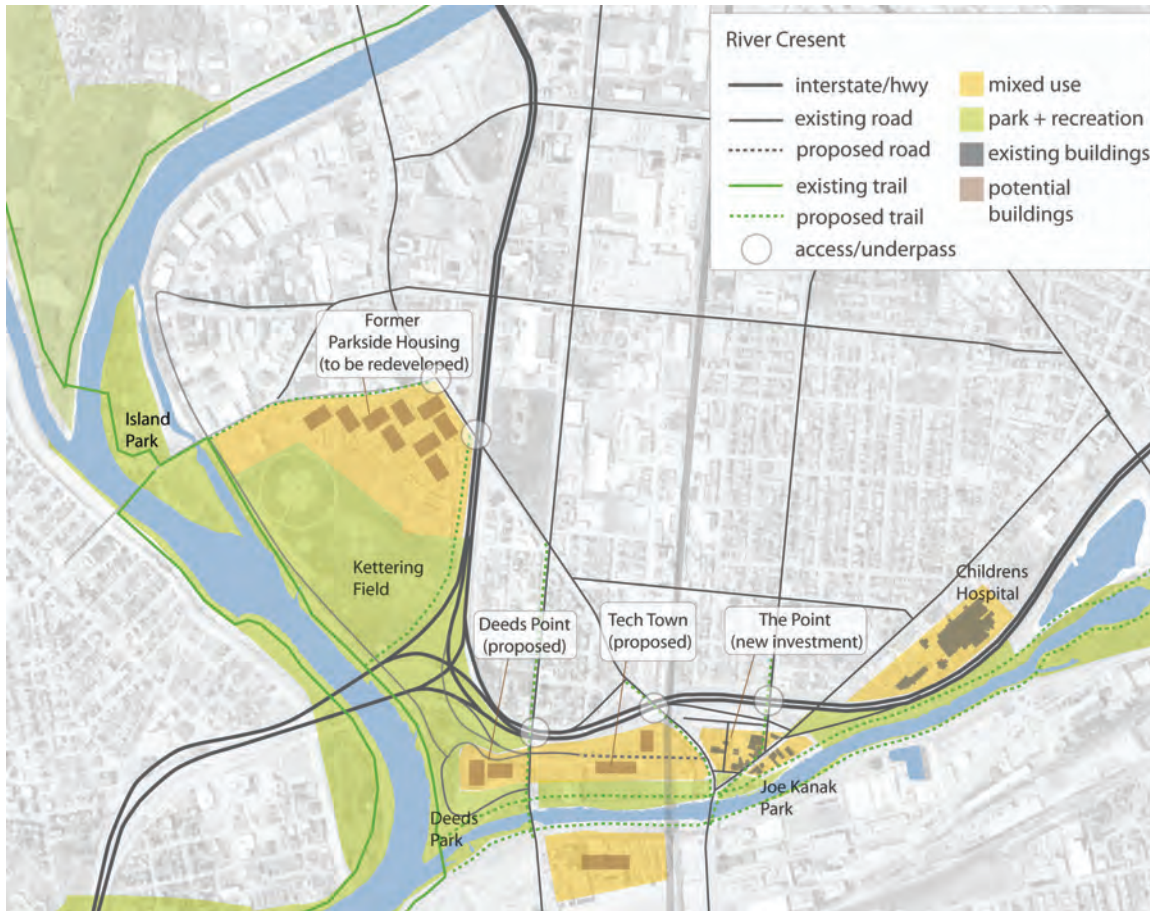 River Cresent
interstate/hwy
existing road
proposed road
existing trail
proposed trail
access/underpass
mixed use
park + recreation
existing buildings
potential
buildings
Former
Parkside Housing
(to be redeveloped)
Island
Park
Kettering
Field
Childrens
Hospital
Deeds Point
(proposed)
Tech Town
(proposed)
The Point
(new investment)
Joe Kanak
Park
Deeds
Park